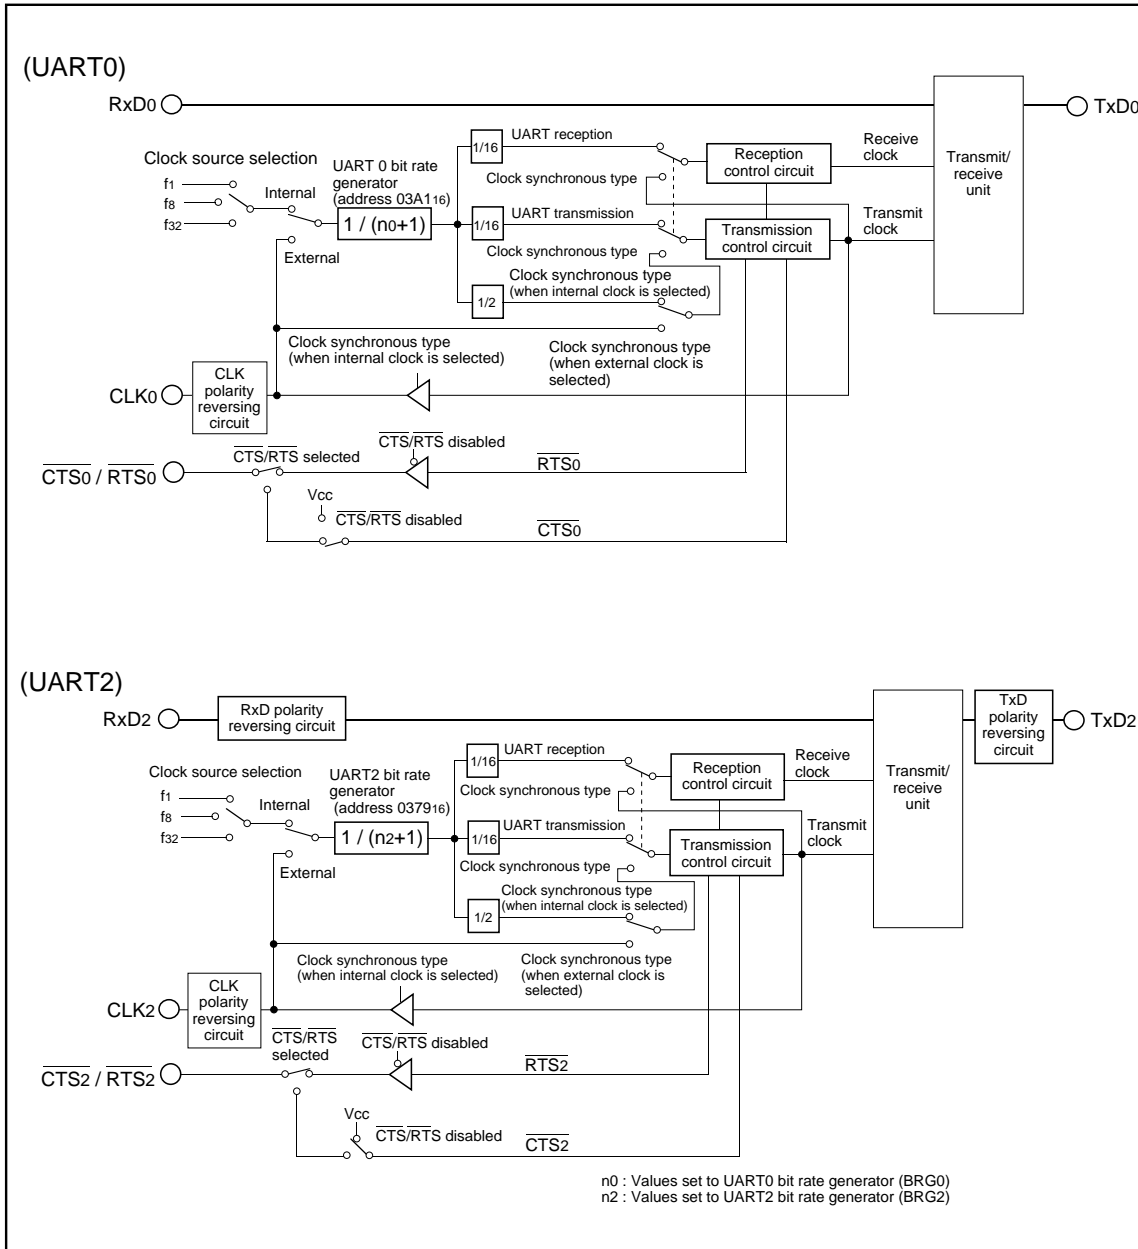 (UART0)
RxD0
TxD0
Clock source selection
f1
f8
f32
Internal
External
UART 0 bit rate
generator
(address 03A116)
1 / (n0+1)
1/16
UART reception
Clock synchronous type
1/16
UART transmission
Clock synchronous type
Clock synchronous type
(when internal clock is selected)
1/2
Reception
control circuit
Transmission
control circuit
Receive
clock
Transmit
clock
Transmit/
receive
unit
Clock synchronous type
(when internal clock is selected)
Clock synchronous type
(when external clock is
selected)
CLK0
CLK
polarity
reversing
circuit
CTS0 / RTS0
CTS/RTS selected
CTS/RTS disabled
RTS0
Vcc
CTS/RTS disabled
CTS0
(UART2)
RxD2
RxD polarity
reversing circuit
TxD
polarity
reversing
circuit
TxD2
Clock source selection
f1
f8
f32
Internal
External
UART2 bit rate
generator
(address 037916)
1 / (n2+1)
1/16
UART reception
Clock synchronous type
1/16
UART transmission
Clock synchronous type
Clock synchronous type
(when internal clock is selected)
1/2
Reception
control circuit
Transmission
control circuit
Receive
clock
Transmit
clock
Transmit/
receive
unit
Clock synchronous type
(when internal clock is selected)
Clock synchronous type
(when external clock is
selected)
CLK2
CLK
polarity
reversing
circuit
CTS2 / RTS2
CTS/RTS
selected
CTS/RTS disabled
RTS2
Vcc
CTS/RTS disabled
CTS2
n0 : Values set to UART0 bit rate generator (BRG0)
n2 : Values set to UART2 bit rate generator (BRG2)